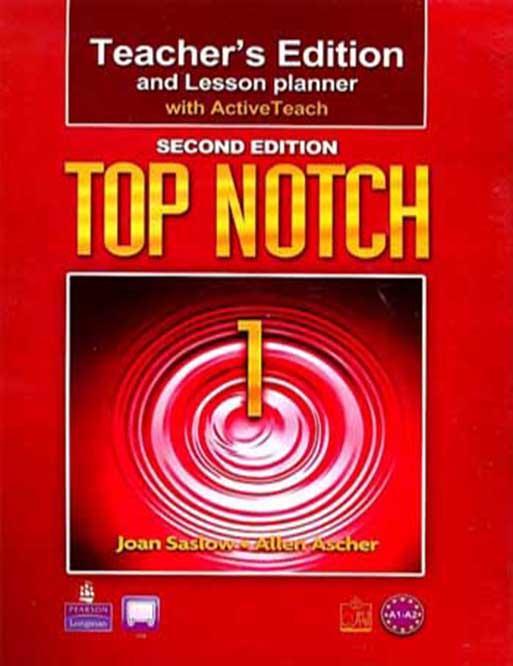 Teacher's Edition
and Lesson planner
with ActiveTeach
SECOND EDITION
TOP NOTCH
1
Joan Saslow • Allen Ascher
PEARSON
Longman
A1-A2